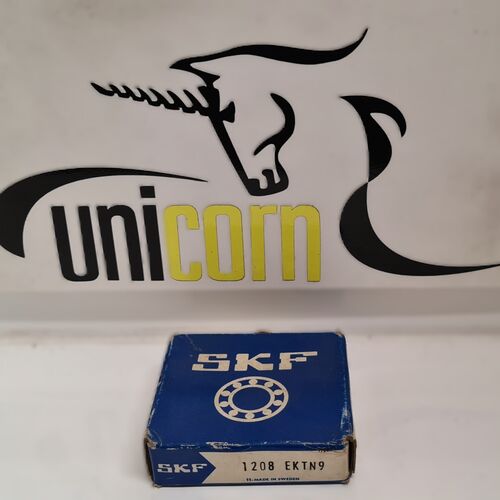 unicorn
SKF
SKF 1208 EKTN9
MADE IN SWEDEN